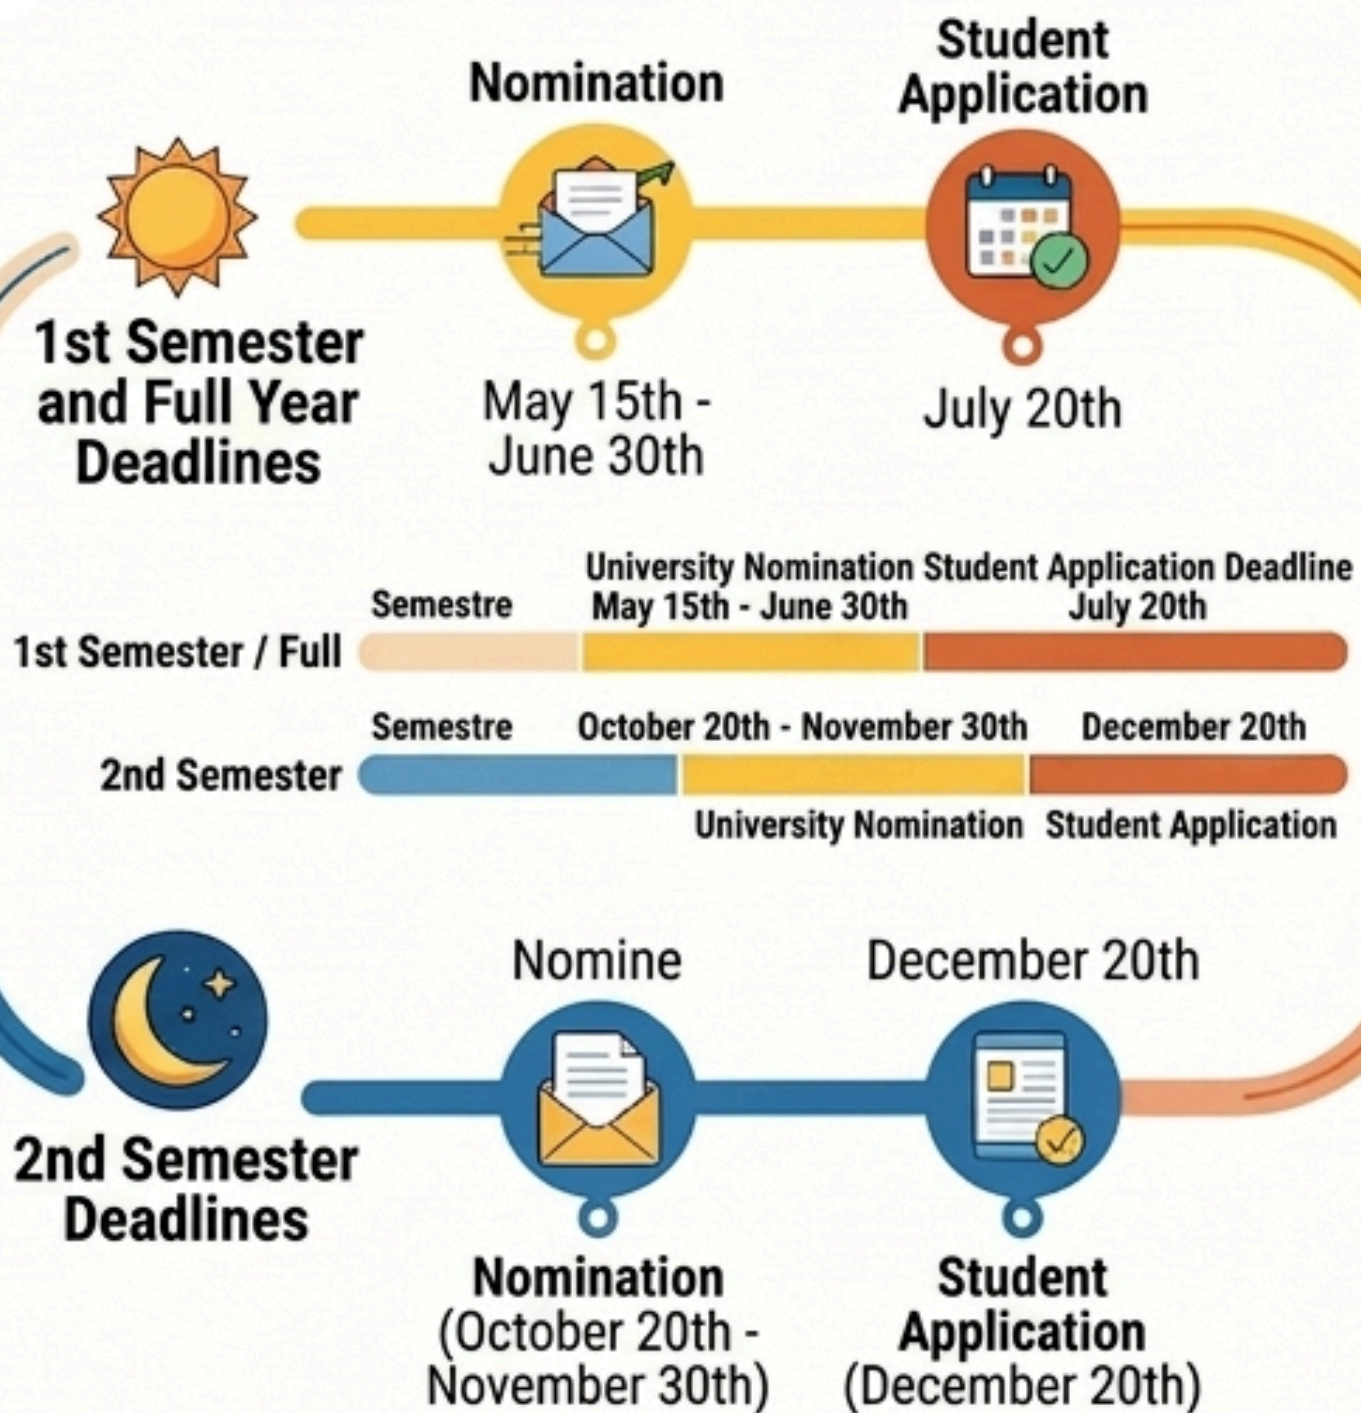 Nomination
Student
Application
1st Semester
and Full Year
Deadlines
May 15th -
June 30th
July 20th
University Nomination Student Application Deadline
Semestre May 15th - June 30th July 20th
1st Semester / Full
Semestre October 20th - November 30th December 20th
2nd Semester
University Nomination Student Application
Nomine
December 20th
2nd Semester
Deadlines
Nomination
(October 20th -
November 30th)
Student
Application
(December 20th)